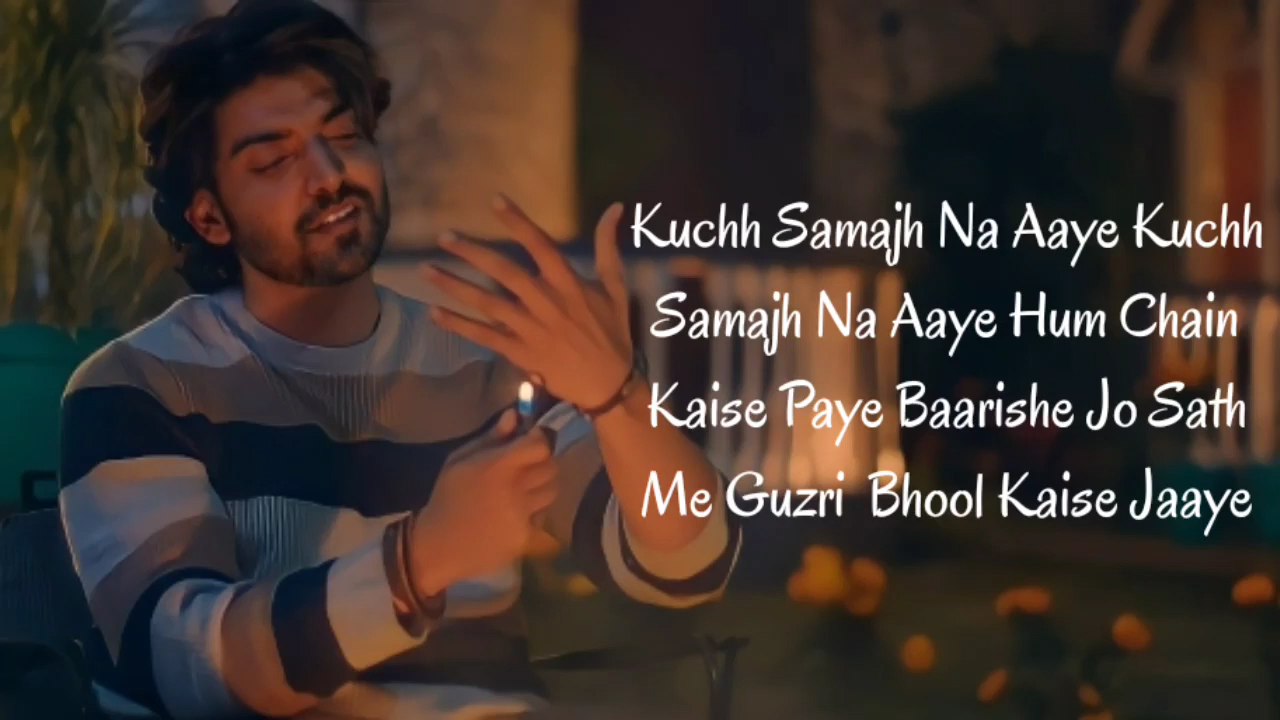 Kuchh Samajh Na Aaye Kuchh
Samajh Na Aaye Hum Chain
Kaise Paye Baarishe Jo Sath
Me Guzri Bhool Kaise Jaaye